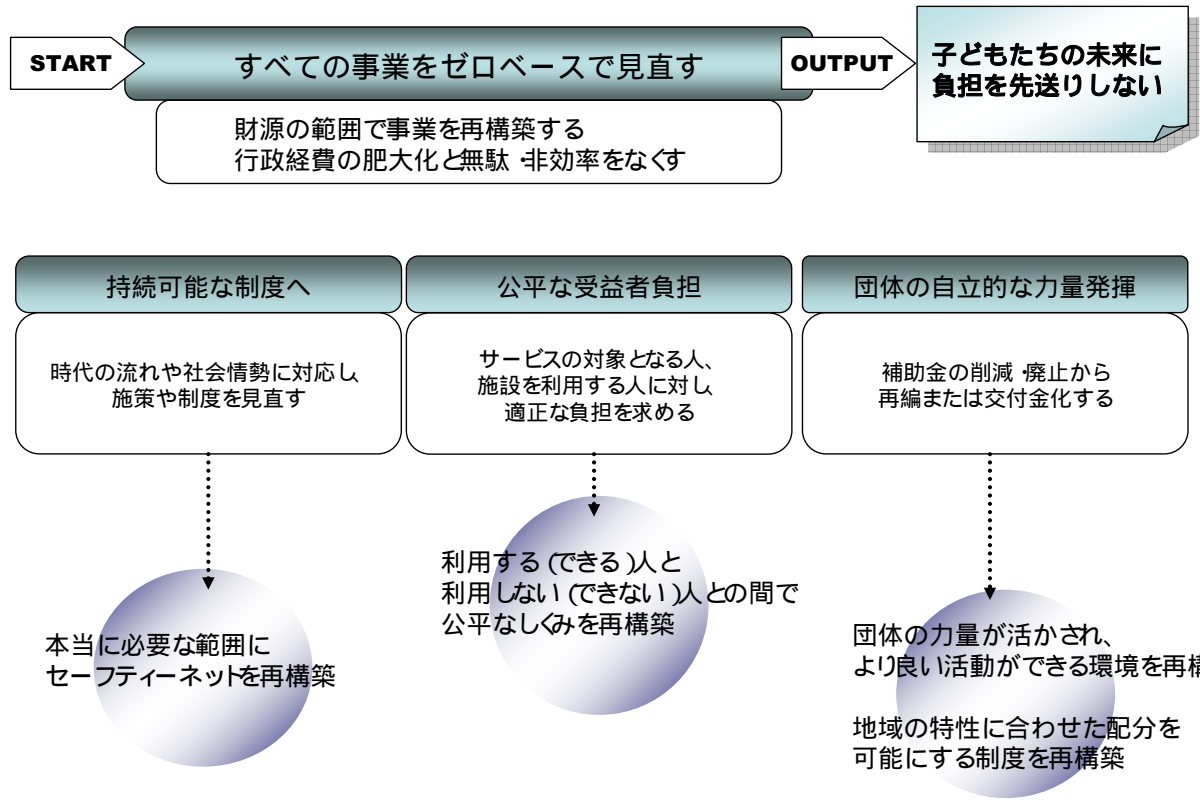 START
すべての事業をゼロベースで見直す
OUTPUT
子どもたちの未来に
負担を先送りしない
財源の範囲で事業を再構築する
行政経費の肥大化と無駄・非効率をなくす
持続可能な制度へ
時代の流れや社会情勢に対応し、
施策や制度を見直す
本当に必要な範囲に
セーフティーネットを再構築
公平な受益者負担
サービスの対象となる人、
施設を利用する人に対し、
適正な負担を求める
利用する(できる)人と
利用しない(できない)人との間で
公平なしくみを再構築
団体の自立的な力量発揮
補助金の削減・廃止から
再編または交付金化する
団体の力量が活かされ、
より良い活動ができる環境を再構
地域の特性に合わせた配分を
可能にする制度を再構築